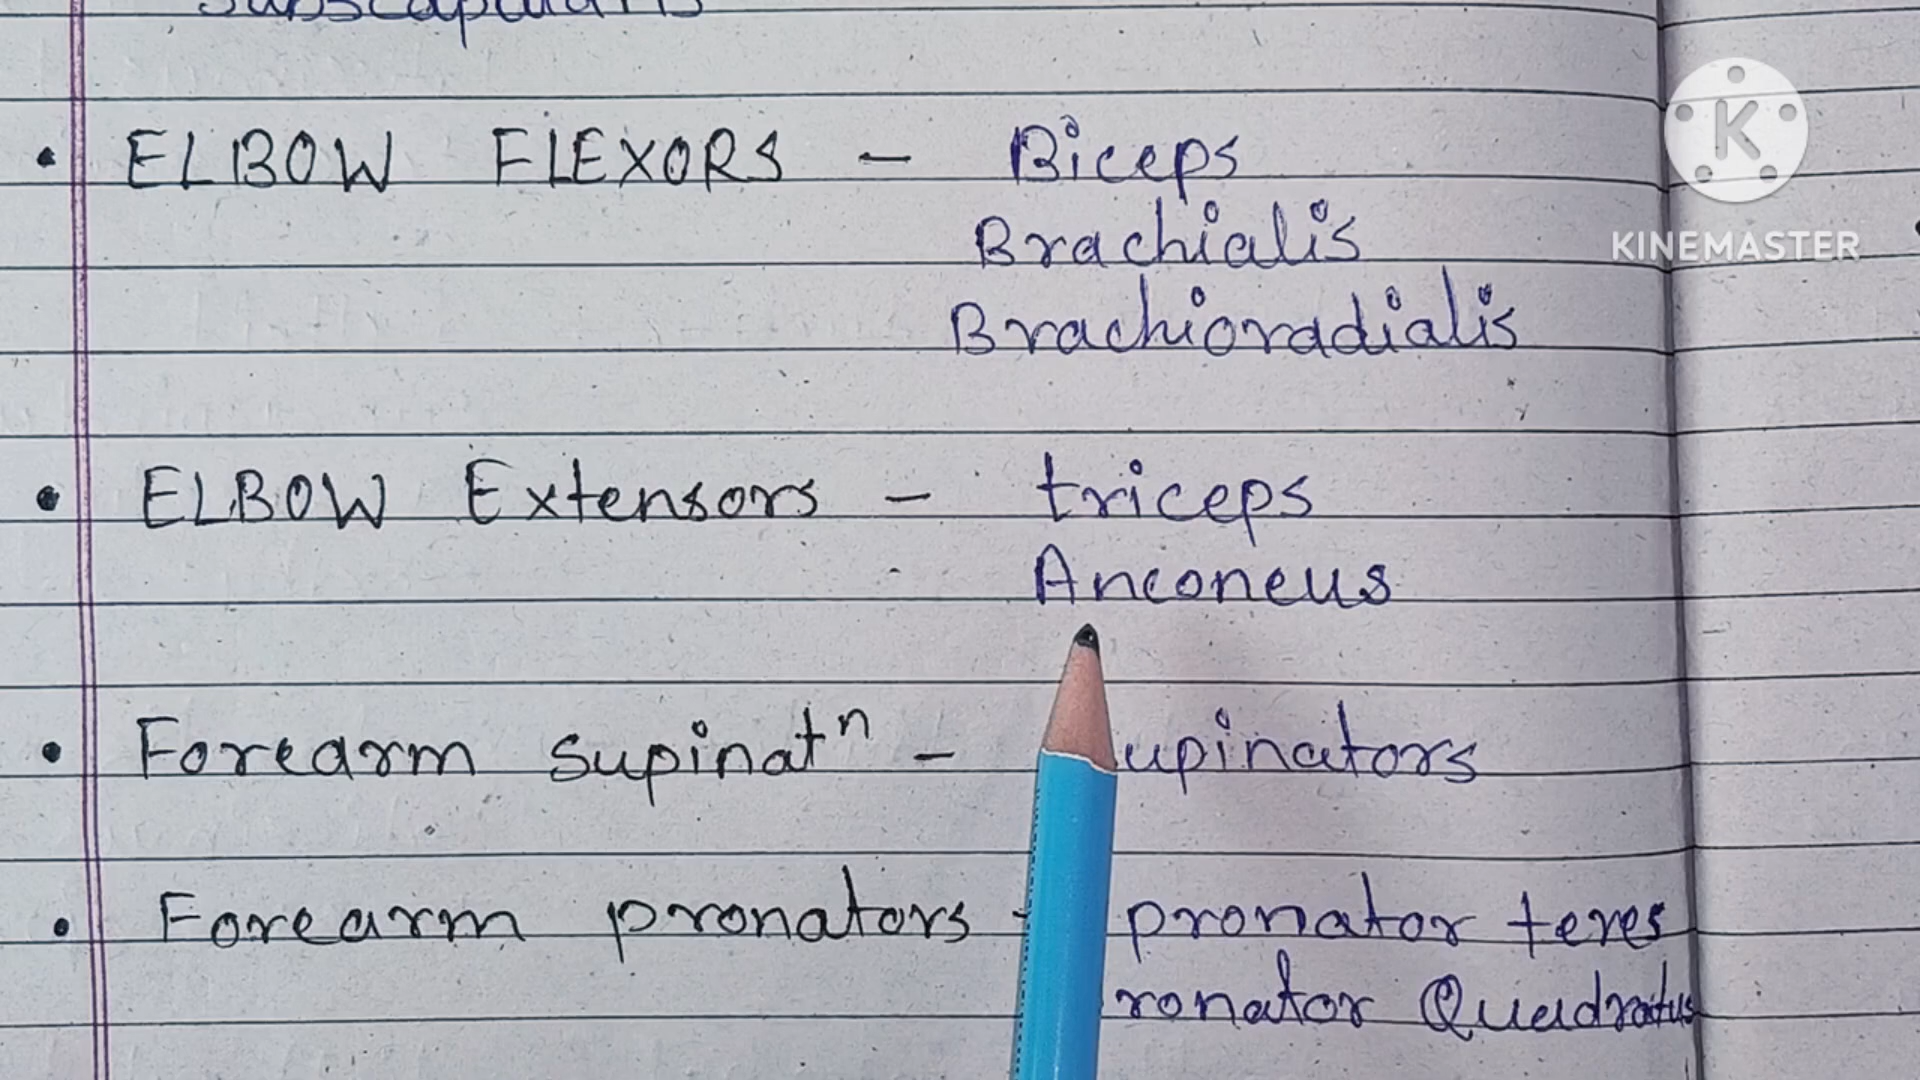 Subscapularis
• ELBOW FLEXORS - Biceps
Brachialis
Brachioradialis
• ELBOW Extensors - triceps
Anconeus
• Forearm supinatⁿ - upinators
• Forearm pronators - pronator teres
ronator Quadratus
K
KINEMASTER